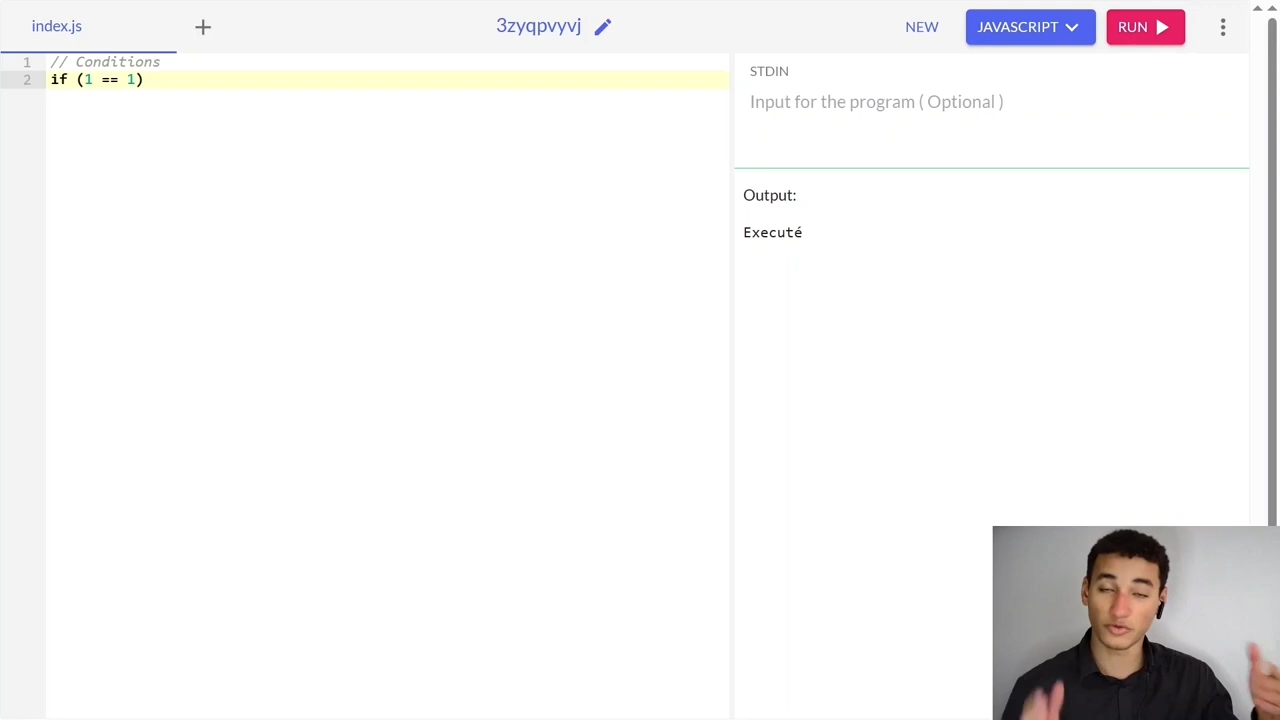 index.js
+
3zyqpvyvj
NEW
JAVASCRIPT
RUN
1 // Conditions
2 if (1 == 1)
STDIN
Input for the program ( Optional )
Output:
Executé